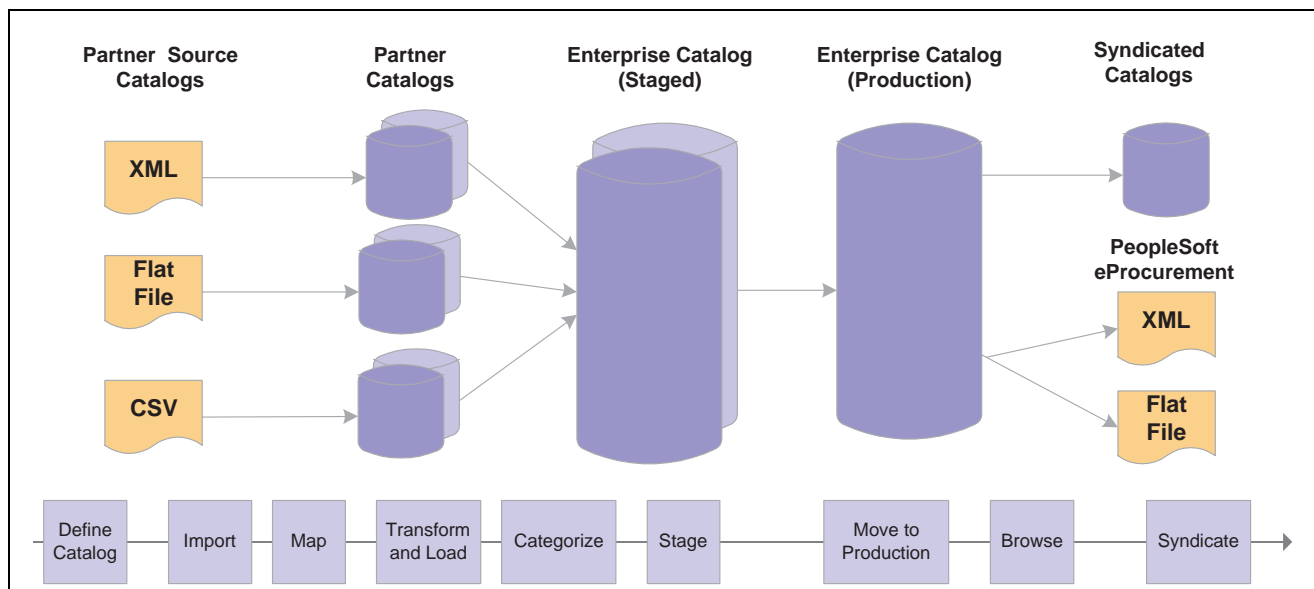 Partner Source
Catalogs
Partner
Catalogs
Enterprise Catalog
(Staged)
Enterprise Catalog
(Production)
Syndicated
Catalogs
XML
Flat
File
CSV
PeopleSoft
eProcurement
XML
Flat
File
Define
Catalog
Import
Map
Transform
and Load
Categorize
Stage
Move to
Production
Browse
Syndicate